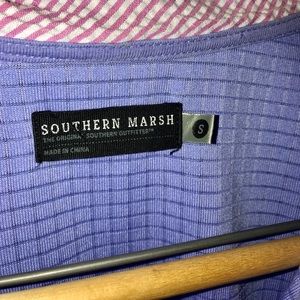 SOUTHERN MARSH
THE ORIGINAL SOUTHERN OUTFITTER™
MADE IN CHINA
S